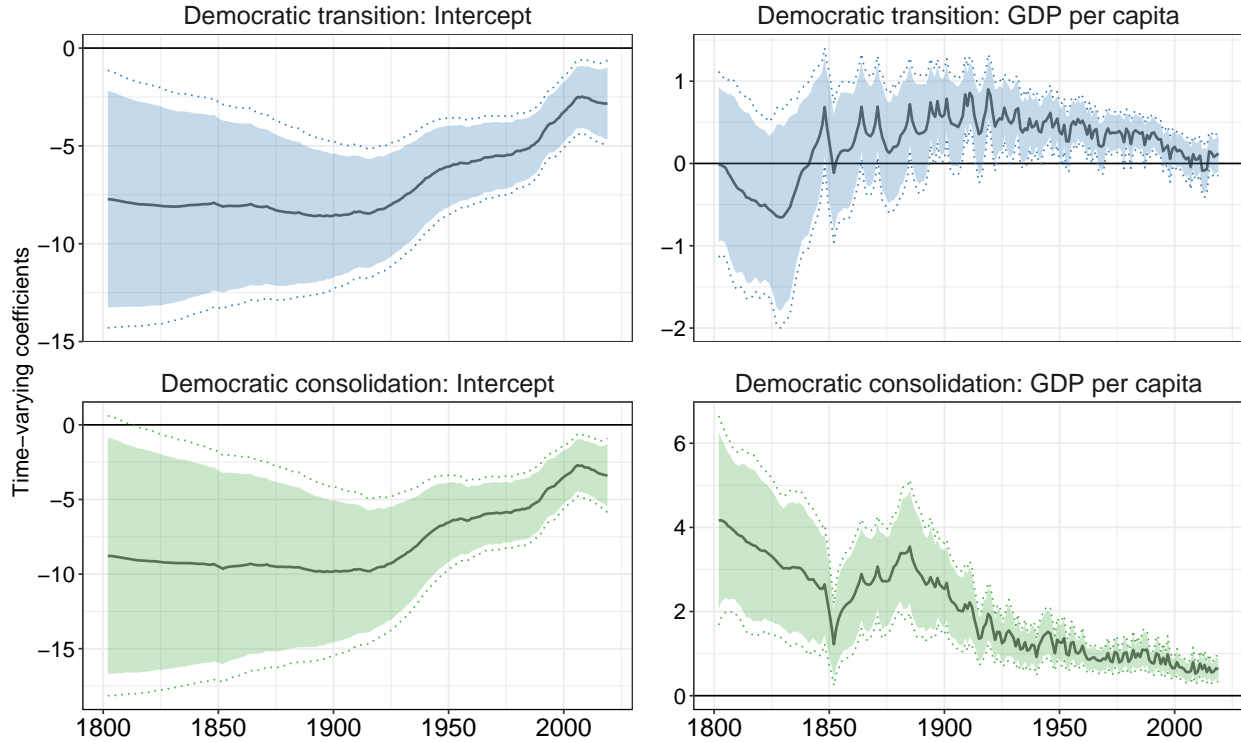 Democratic transition: Intercept
Democratic transition: GDP per capita
0
−5
−10
−15
1
0
−1
−2
Time−varying coefficients
Democratic consolidation: Intercept
Democratic consolidation: GDP per capita
0
−5
−10
−15
6
4
2
0
1800 1850 1900 1950 2000
1800 1850 1900 1950 2000